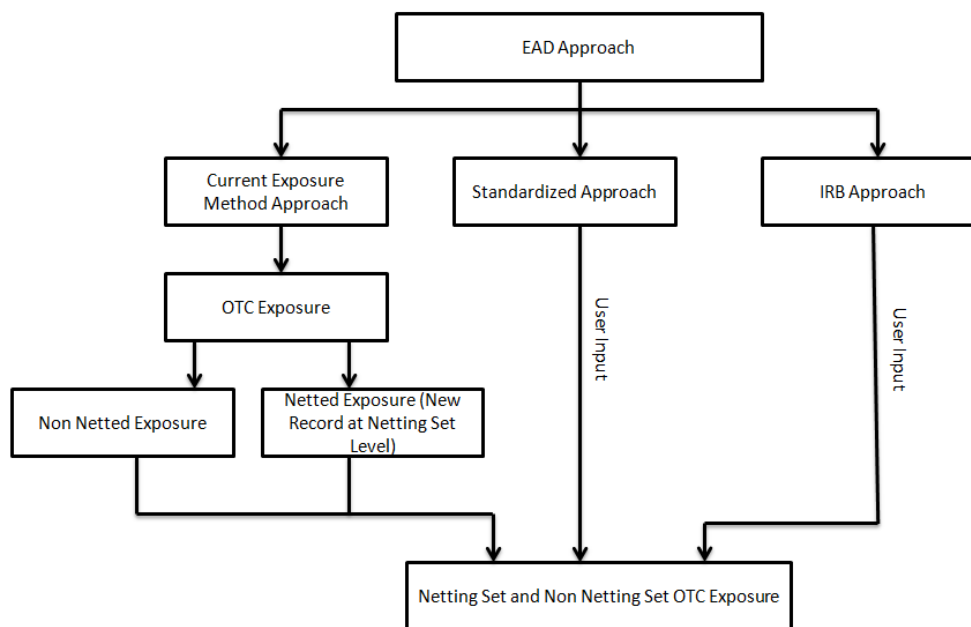 EAD Approach
Current Exposure
Method Approach
Standardized Approach
IRB Approach
OTC Exposure
User Input
User Input
Non Netted Exposure
Netted Exposure (New
Record at Netting Set
Level)
Netting Set and Non Netting Set OTC Exposure